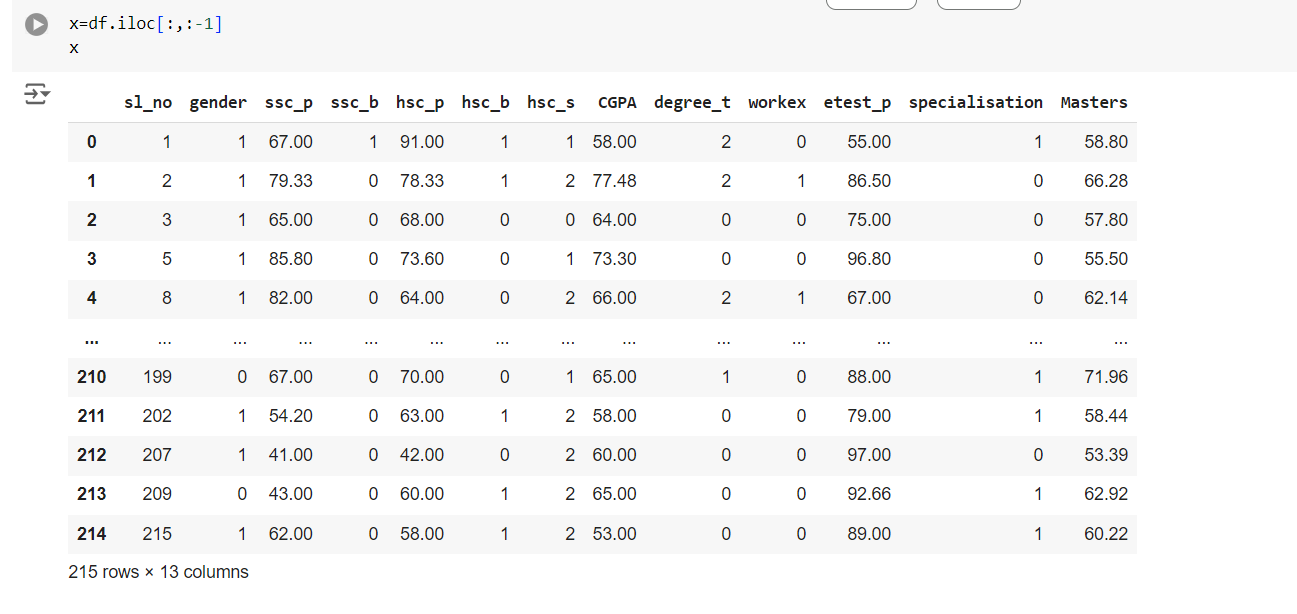 x=df.iloc[:,:-1]
x
sl_no gender ssc_p ssc_b hsc_p hsc_b hsc_s CGPA degree_t workex etest_p specialisation Masters
0 1 1 67.00 1 91.00 1 1 58.00 2 0 55.00 1 58.80
1 2 1 79.33 0 78.33 1 2 77.48 2 1 86.50 0 66.28
2 3 1 65.00 0 68.00 0 0 64.00 0 0 75.00 0 57.80
3 5 1 85.80 0 73.60 0 1 73.30 0 0 96.80 0 55.50
4 8 1 82.00 0 64.00 0 2 66.00 2 1 67.00 0 62.14
... ... ... ... ... ... ... ... ... ... ... ... ... ...
210 199 0 67.00 0 70.00 0 1 65.00 1 0 88.00 1 71.96
211 202 1 54.20 0 63.00 1 2 58.00 0 0 79.00 1 58.44
212 207 1 41.00 0 42.00 0 2 60.00 0 0 97.00 0 53.39
213 209 0 43.00 0 60.00 1 2 65.00 0 0 92.66 1 62.92
214 215 1 62.00 0 58.00 1 2 53.00 0 0 89.00 1 60.22
215 rows × 13 columns